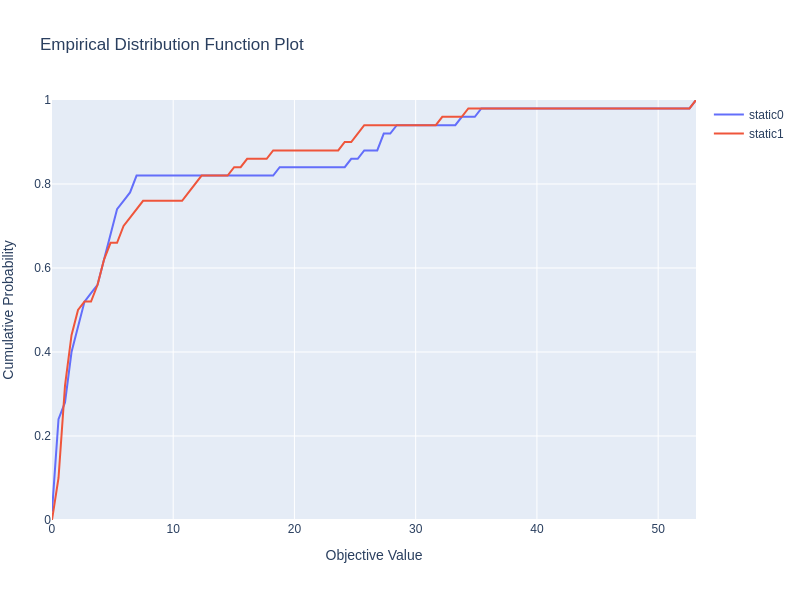 Empirical Distribution Function Plot
static0
static1
Cumulative Probability
1
0.8
0.6
0.4
0.2
0
0 10 20 30 40 50
Objective Value